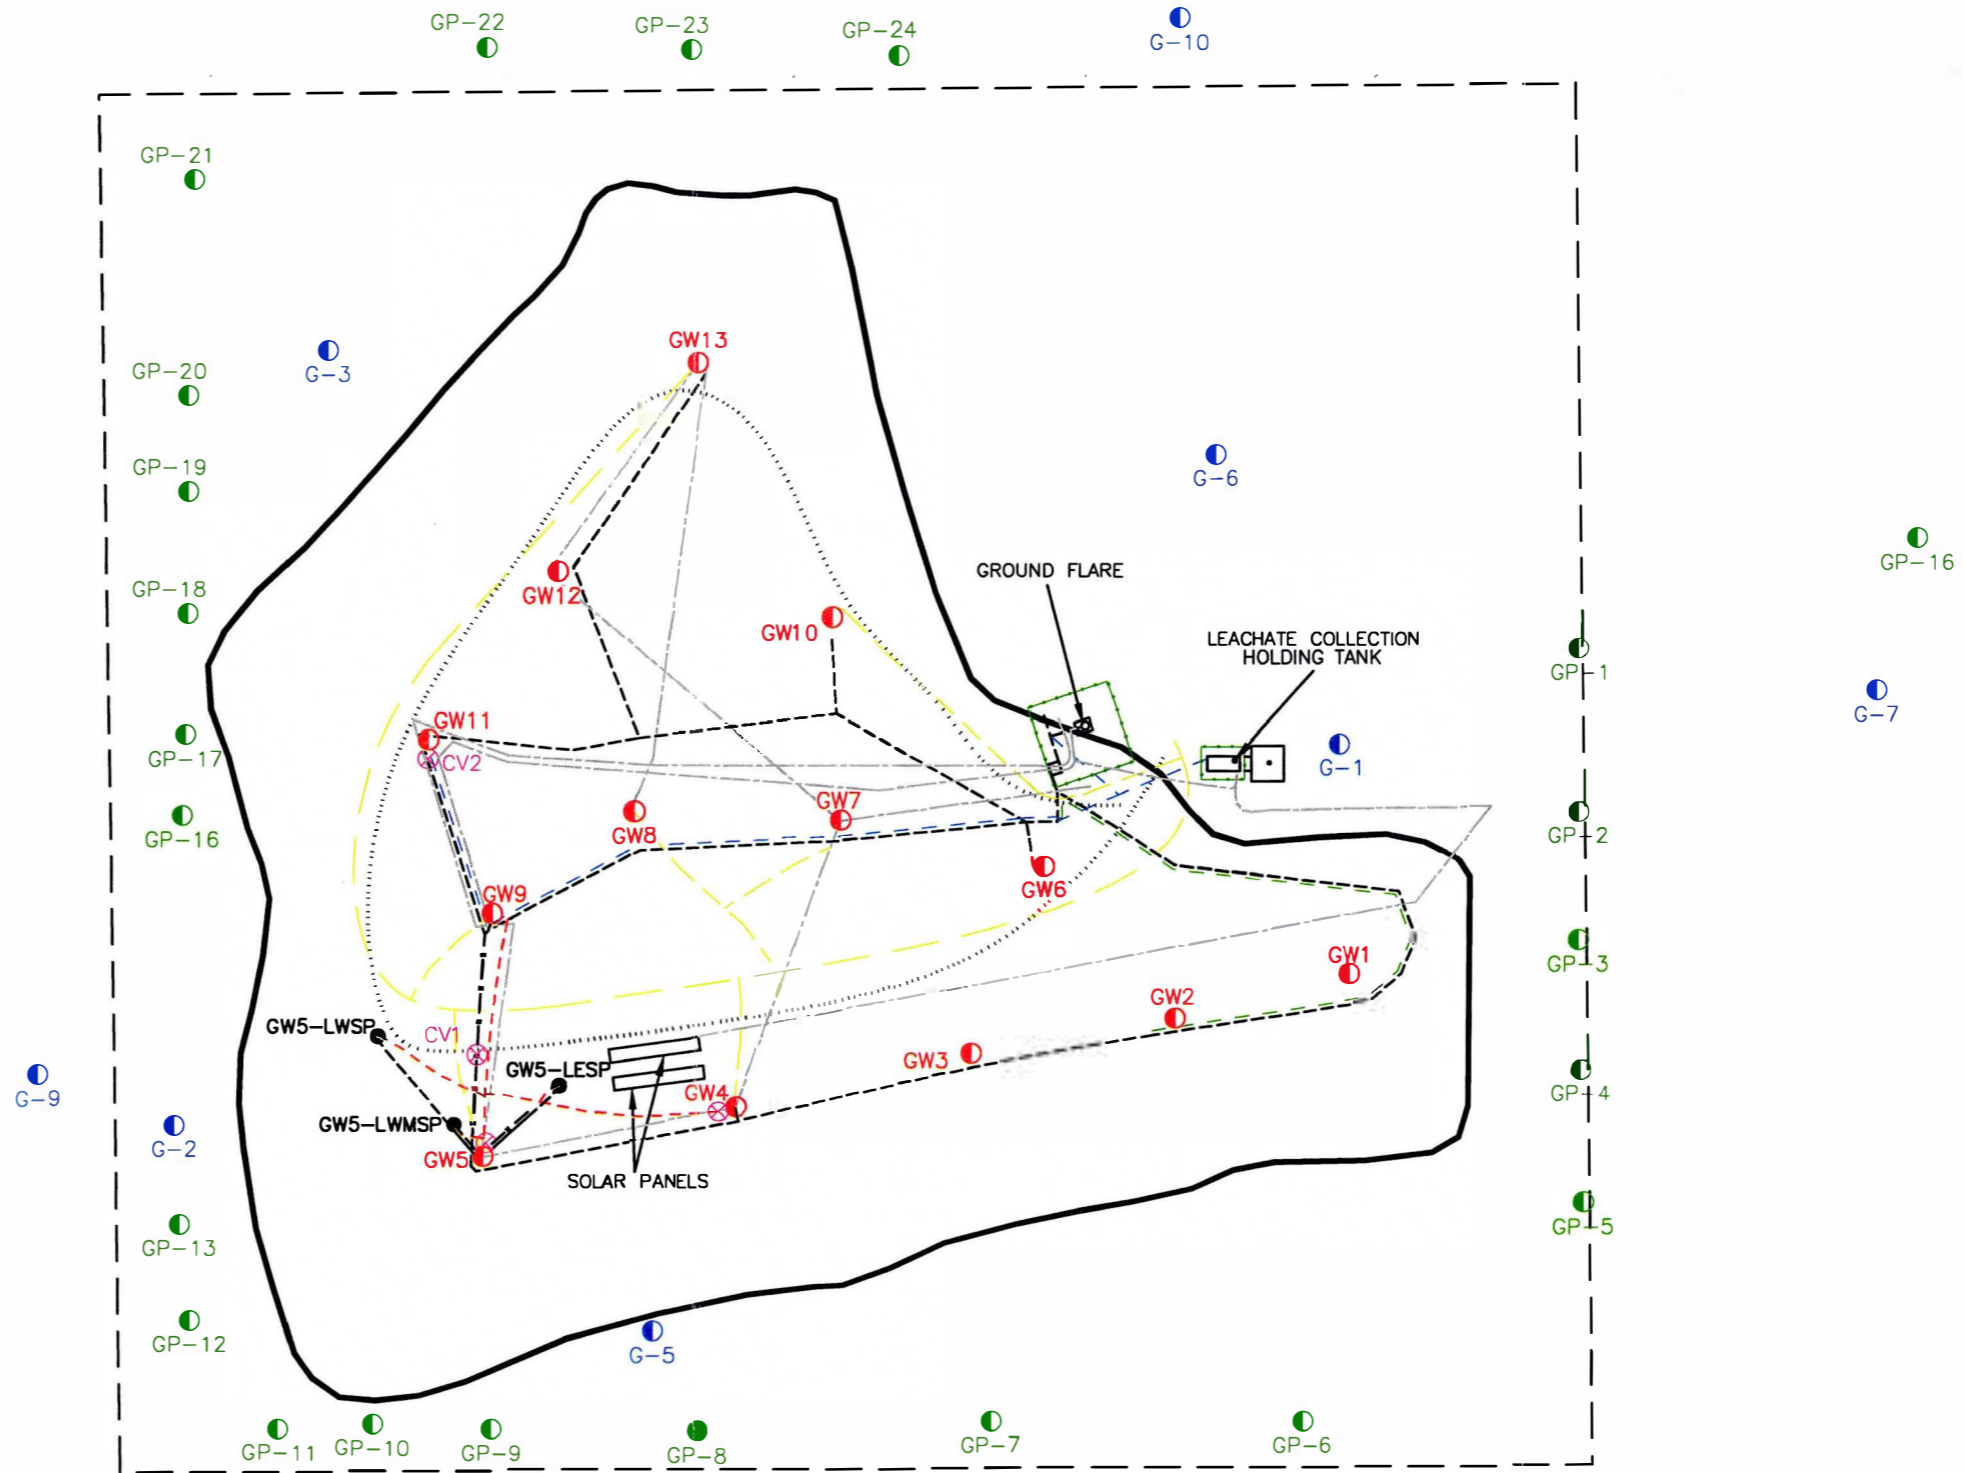 GP-22
GP-23
GP-24
G-10
GP-21
GW13
GP-20
G-3
GP-19
G-6
GP-16
GROUND FLARE
GP-18
GW12
GW10
LEACHATE COLLECTION
HOLDING TANK
GP-1
G-7
GW11
GP-17
CV2
G-1
GW7
GP-16
GW8
GP-2
GW6
GW9
GW1
GP-3
GW2
GW5-LWSP
CV1
GW3
GW5-LESP
GW4
GP-4
G-9
GW5-LWMSP
G-2
GW5
SOLAR PANELS
GP-5
GP-13
GP-12
G-5
GP-11
GP-10
GP-9
GP-8
GP-7
GP-6